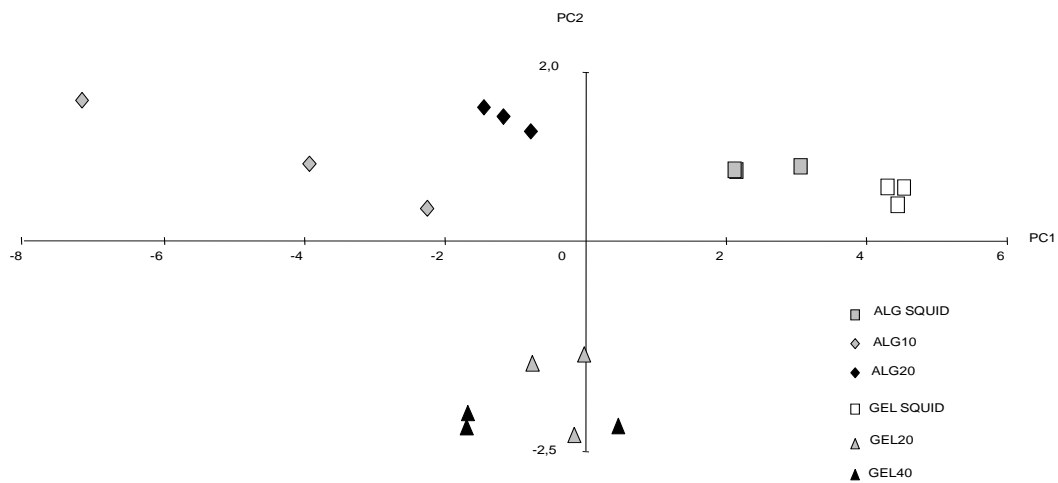 PC2
2,0
PC1
-8
-6
-4
-2
0
2
4
6
ALG SQUID
ALG10
ALG20
GEL SQUID
GEL20
-2,5
GEL40